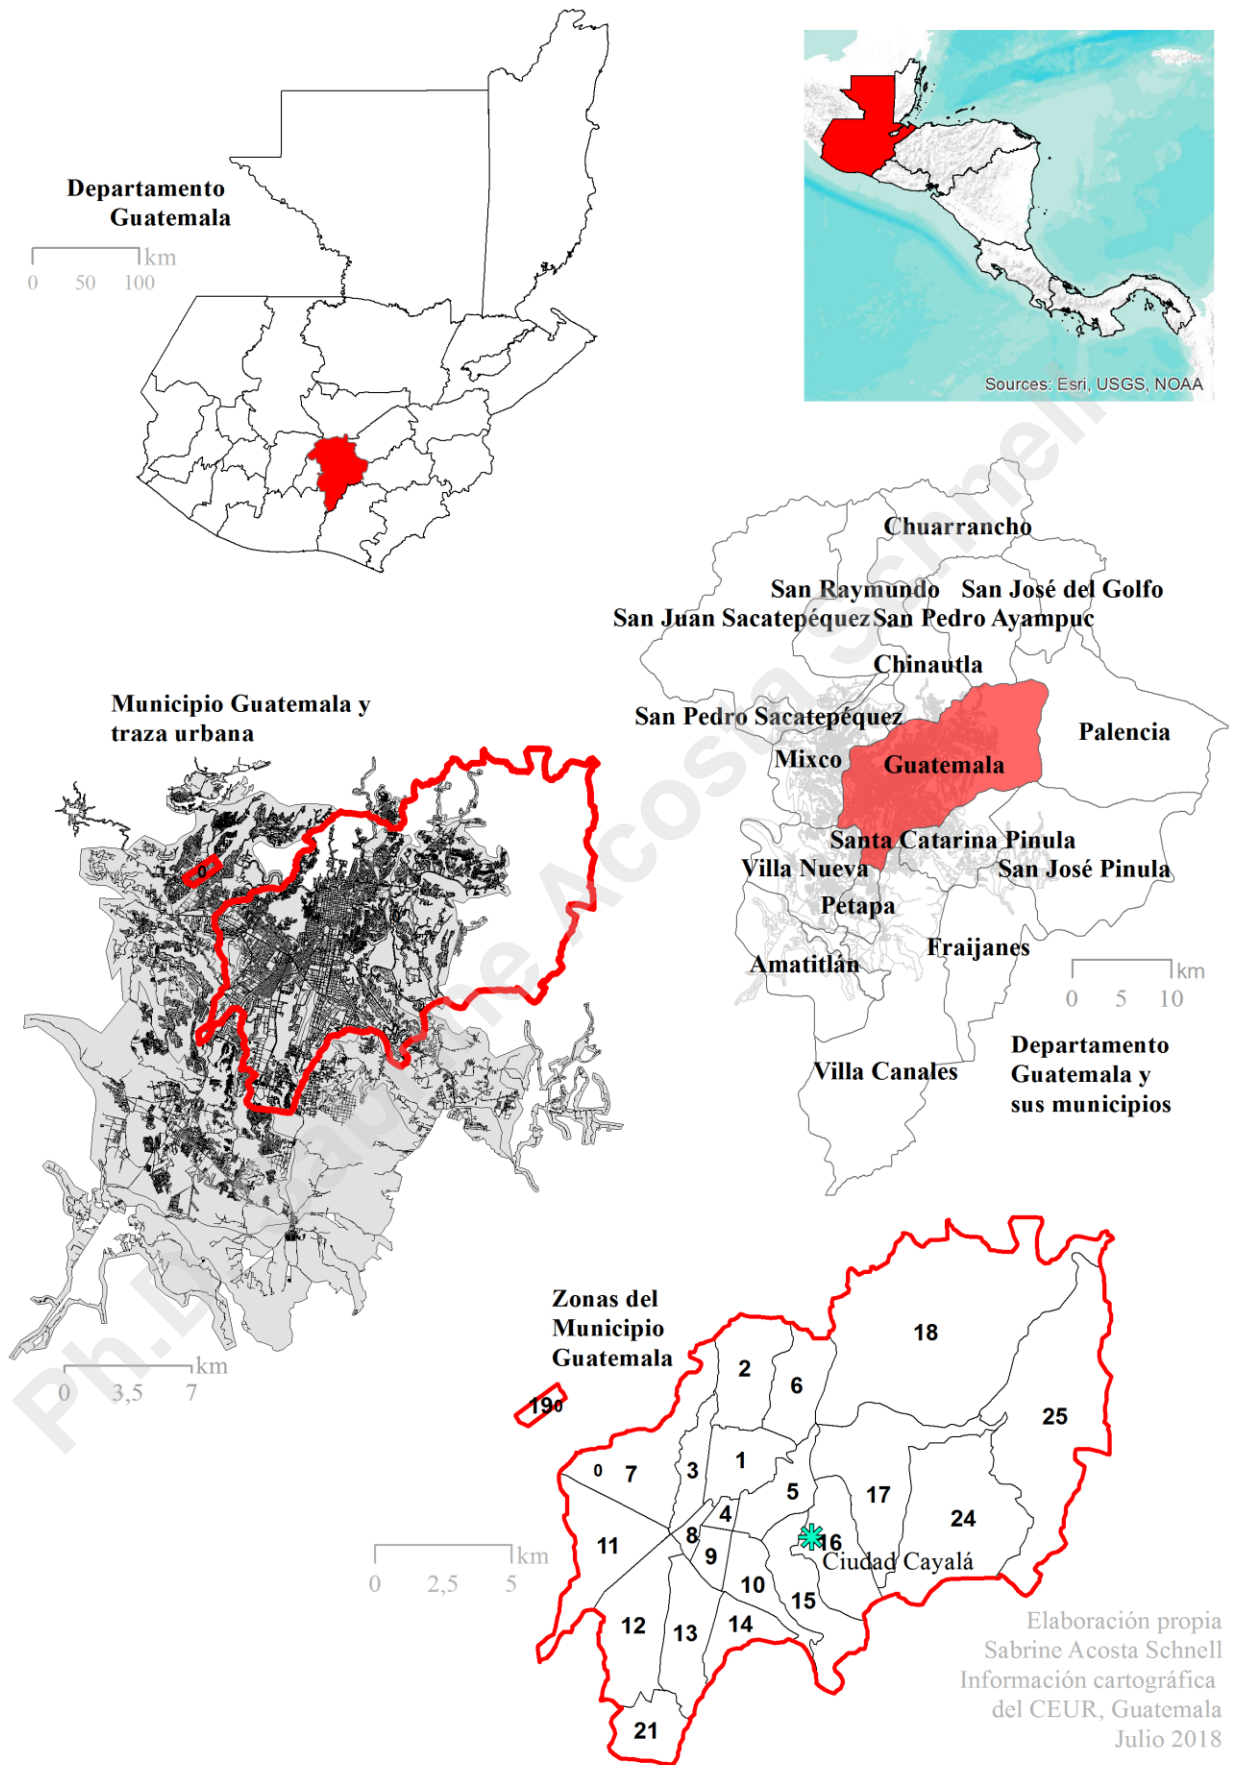 Departamento
Guatemala
km
0 50 100
Sources: Esri, USGS, NOAA
Chuarrancho
San Raymundo San José del Golfo
San Juan Sacatepéquez San Pedro Ayampuc
Chinautla
San Pedro Sacatepéquez
Palencia
Mixco
Guatemala
Santa Catarina Pinula
Villa Nueva San José Pinula
Petapa
Fraijanes
Amatitlán
km
0 5 10
Villa Canales
Departamento
Guatemala y
sus municipios
Municipio Guatemala y
traza urbana
0
km
0 3,5 7
Zonas del
Municipio
Guatemala
18
2
6
190
25
1
3
0 7
5
17
4
24
8
11
16
9
Ciudad Cayalá
10
15
12
14
13
21
km
0 2,5 5
Elaboración propia
Sabrine Acosta Schnell
Información cartográfica
del CEUR, Guatemala
Julio 2018